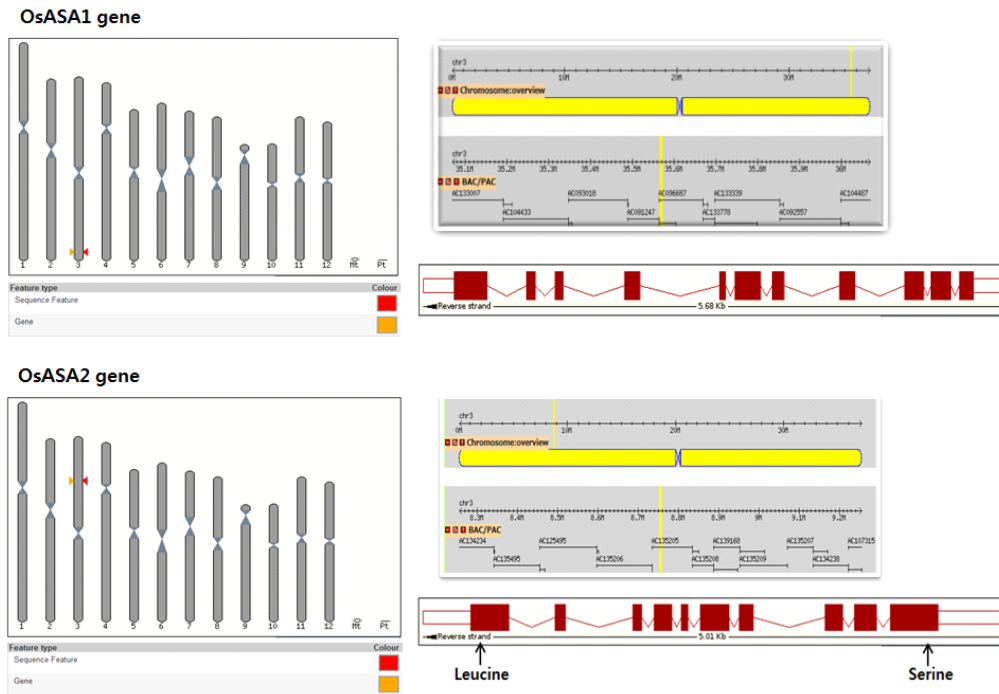 OsASA1 gene
1 2 3 4 5 6 7 8 9 10 11 12 Mt Pt
Feature type Colour
Sequence Feature
Gene
chr3
0M 10M 20M 30M
Chromosome:overview
chr3
35.1M 35.2M 35.3M 35.4M 35.5M 35.6M 35.7M 35.8M 35.9M 36M
BAC/PAC
AC133007 AC093018 AC096687 AC133339 AC104487
AC104433 AC091247 AC133778 AC092557
Reverse strand 5.68 Kb
OsASA2 gene
1 2 3 4 5 6 7 8 9 10 11 12 Mt Pt
Feature type Colour
Sequence Feature
Gene
chr3
0M 10M 20M 30M
Chromosome:overview
chr3
8.3M 8.4M 8.5M 8.6M 8.7M 8.8M 8.9M 9M 9.1M 9.2M
BAC/PAC
AC134234 AC125495 AC135205 AC139168 AC135207 AC107315
AC135495 AC135206 AC135208 AC135209 AC134238
Reverse strand 5.01 Kb
Leucine Serine